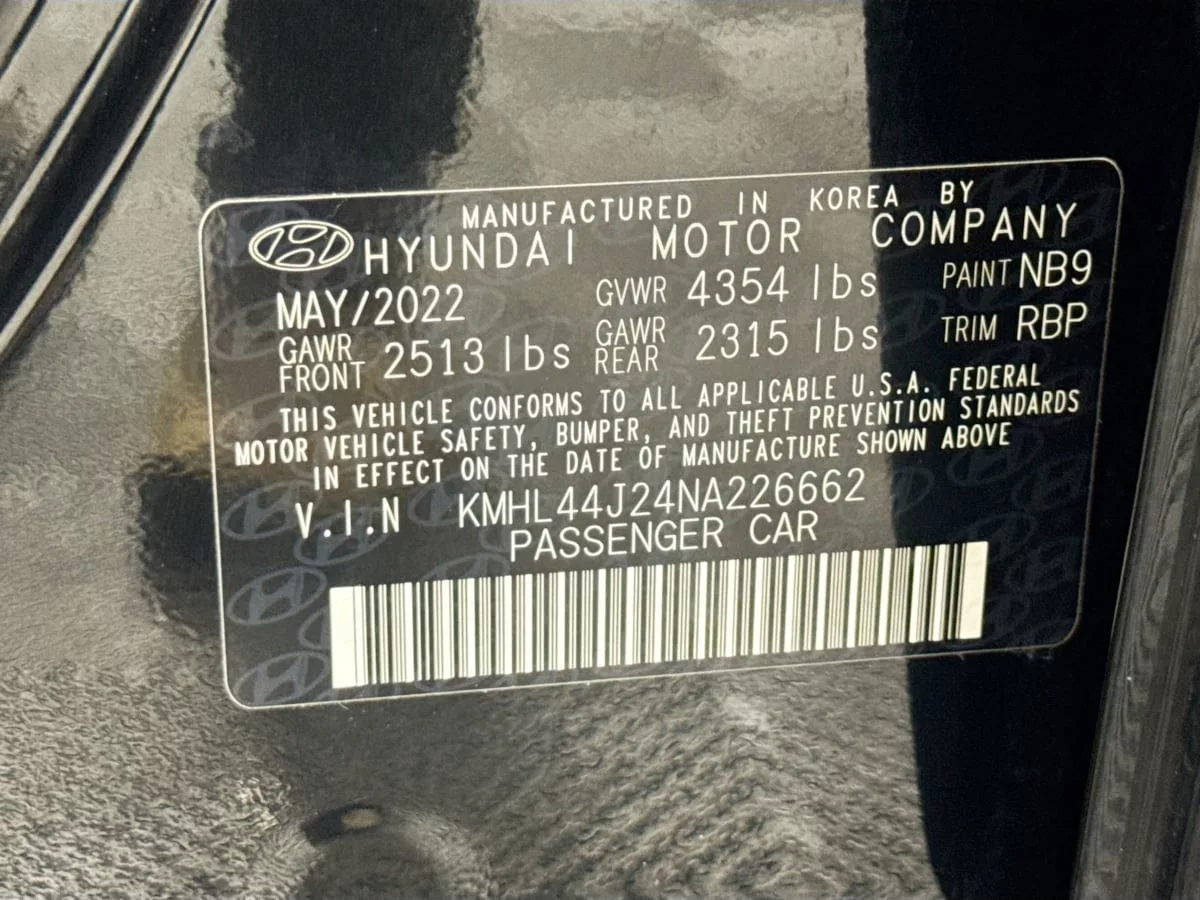 MANUFACTURED IN KOREA BY
HYUNDAI MOTOR COMPANY
MAY/2022 GVWR 4354 lbs PAINT NB9
GAWR FRONT 2513 lbs GAWR REAR 2315 lbs TRIM RBP
THIS VEHICLE CONFORMS TO ALL APPLICABLE U.S.A. FEDERAL
MOTOR VEHICLE SAFETY, BUMPER, AND THEFT PREVENTION STANDARDS
IN EFFECT ON THE DATE OF MANUFACTURE SHOWN ABOVE
V.I.N KMHL44J24NA226662
PASSENGER CAR